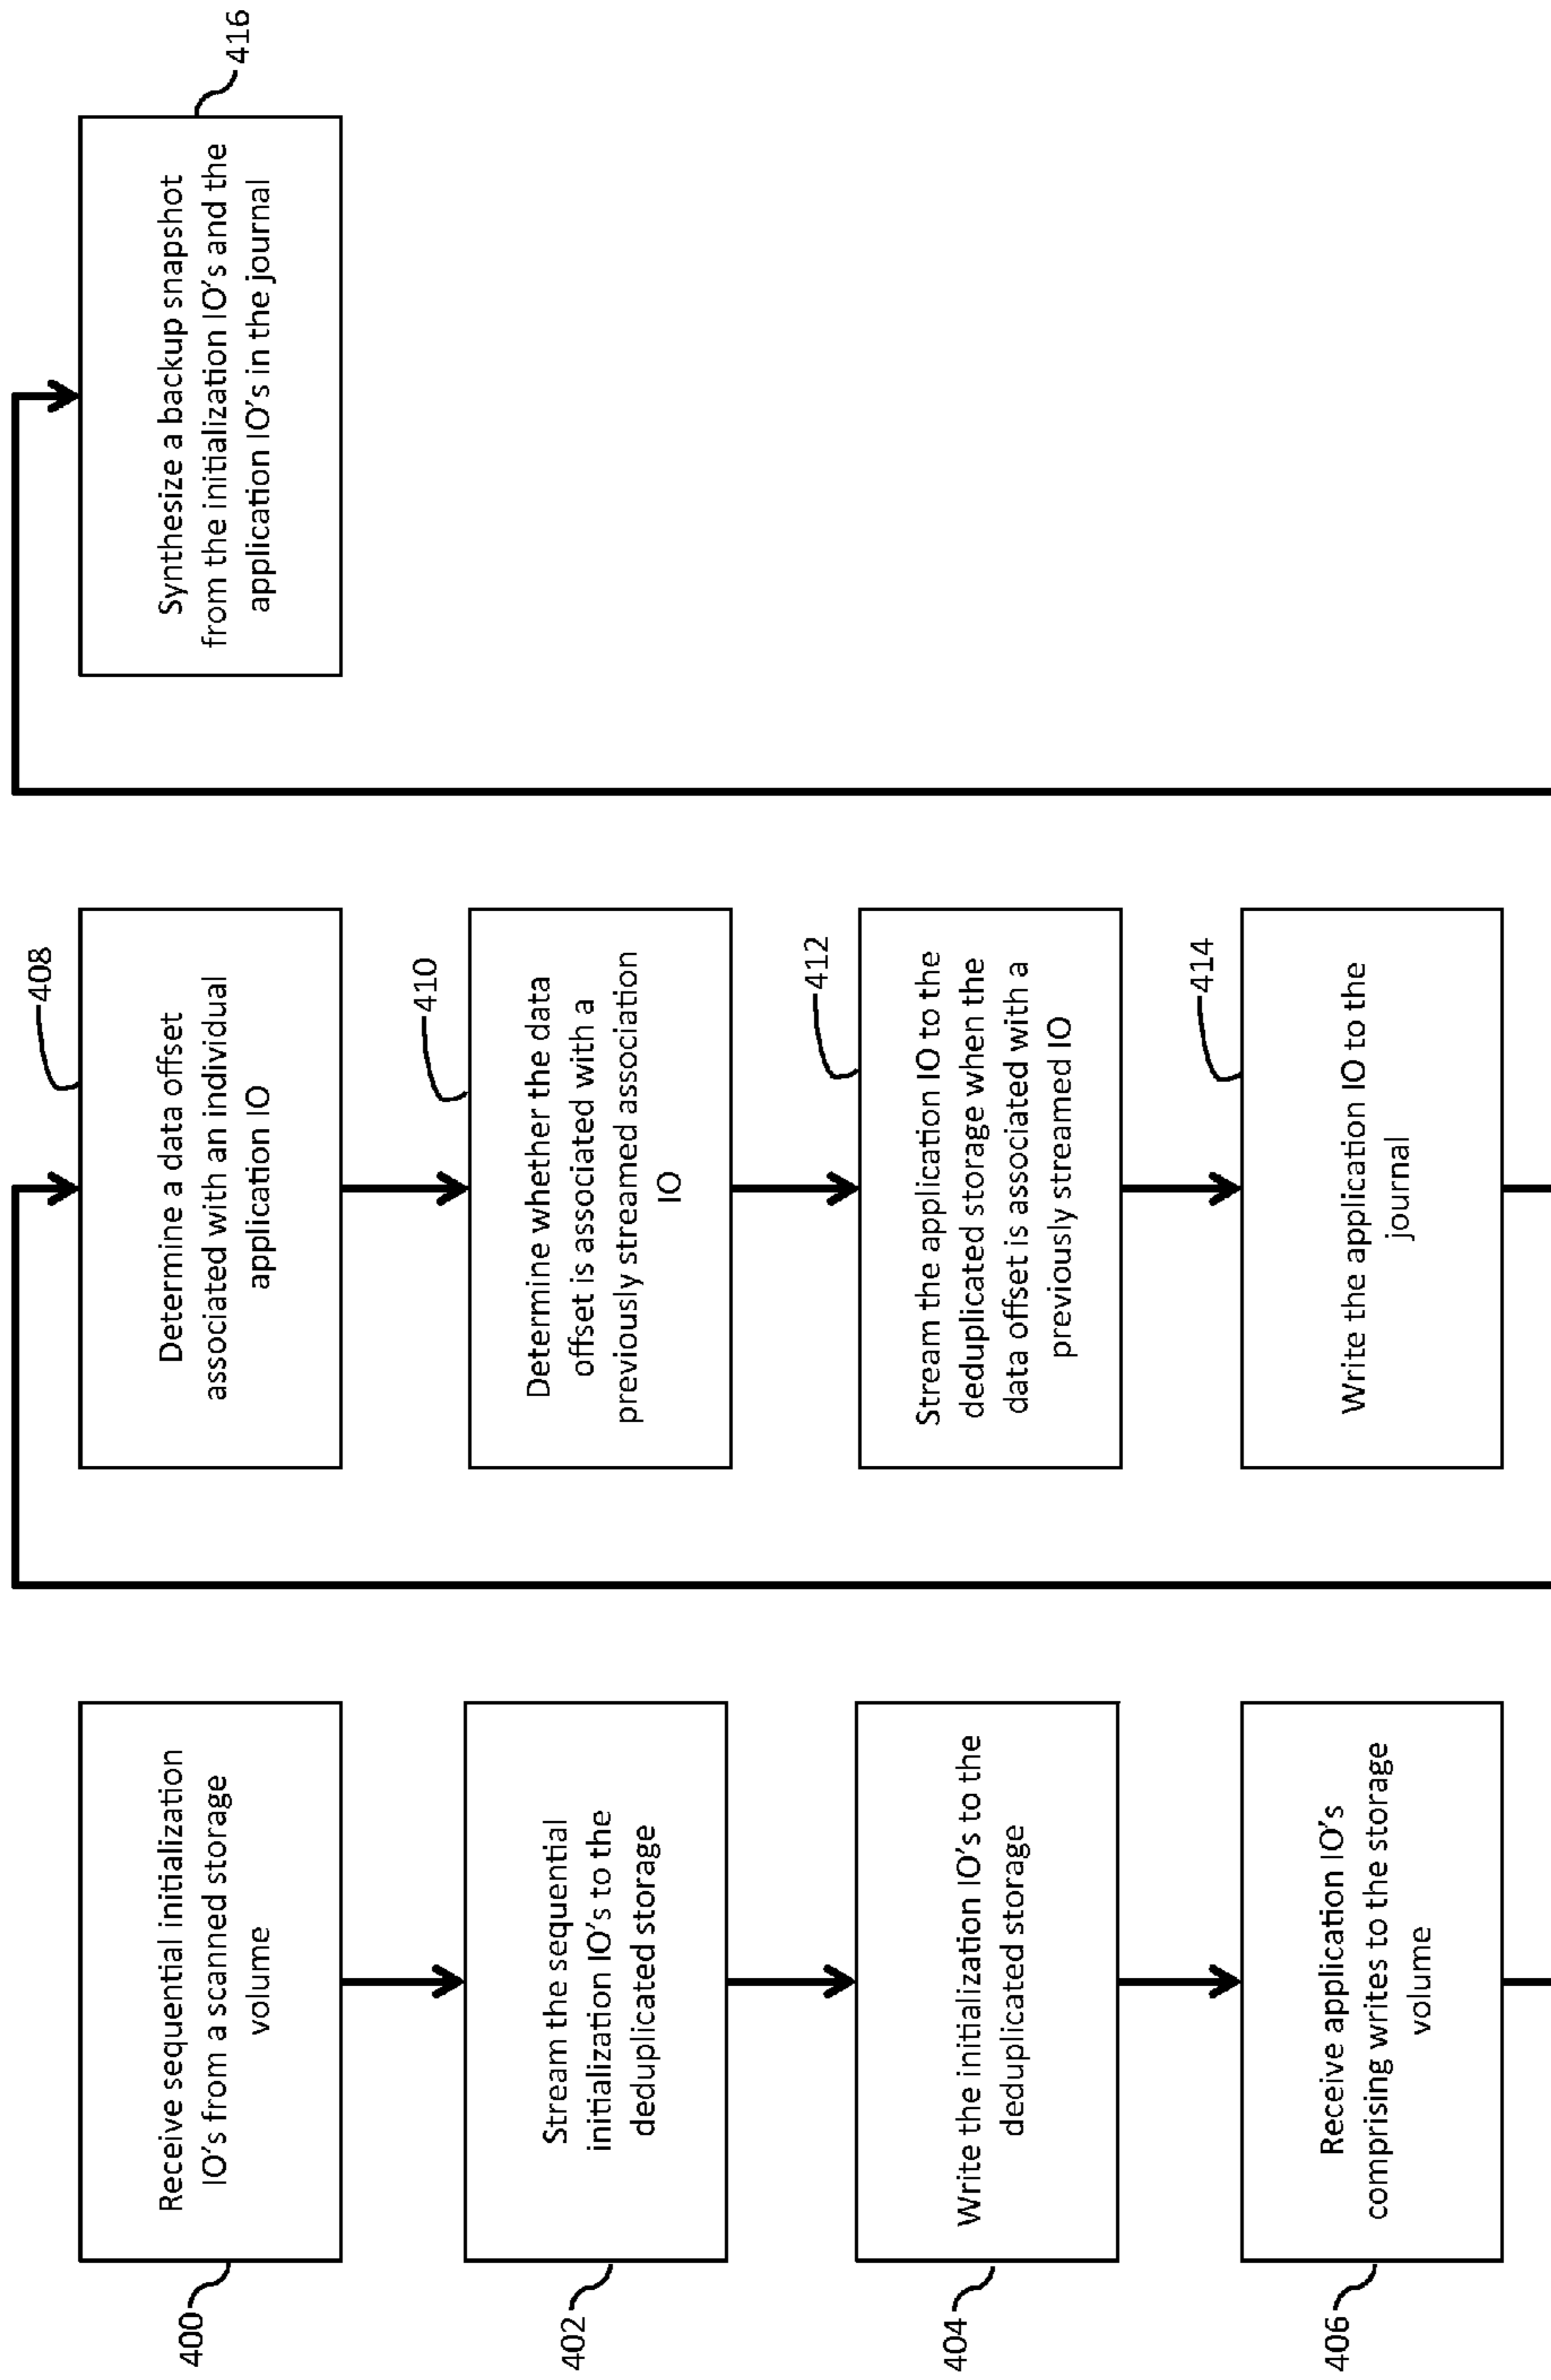 400
Receive sequential initialization
IO's from a scanned storage
volume
402
Stream the sequential
initialization IO's to the
deduplicated storage
404
Write the initialization IO's to the
deduplicated storage
406
Receive application IO's
comprising writes to the storage
volume
408
Determine a data offset
associated with an individual
application IO
410
Determine whether the data
offset is associated with a
previously streamed association
IO
412
Stream the application IO to the
deduplicated storage when the
data offset is associated with a
previously streamed IO
414
Write the application IO to the
journal
416
Synthesize a backup snapshot
from the initialization IO's and the
application IO's in the journal